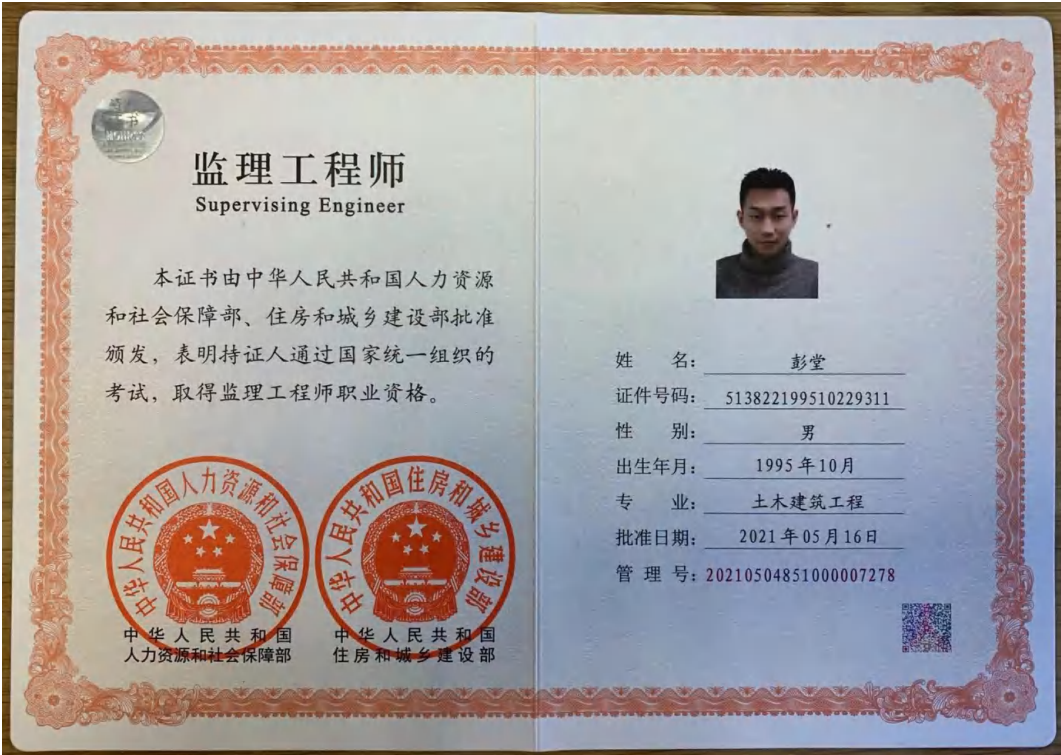 监理工程师
Supervising Engineer
本证书由中华人民共和国人力资源
和社会保障部、住房和城乡建设部批准
颁发，表明持证人通过国家统一组织的
考试，取得监理工程师职业资格。
中华人民共和国人力资源和社会保障部
中华人民共和国
人力资源和社会保障部
中华人民共和国住房和城乡建设部
中华人民共和国
住房和城乡建设部
姓 名：彭堂
证件号码：513822199510229311
性 别：男
出生年月：1995年10月
专 业：土木建筑工程
批准日期：2021年05月16日
管 理 号：20210504851000007278